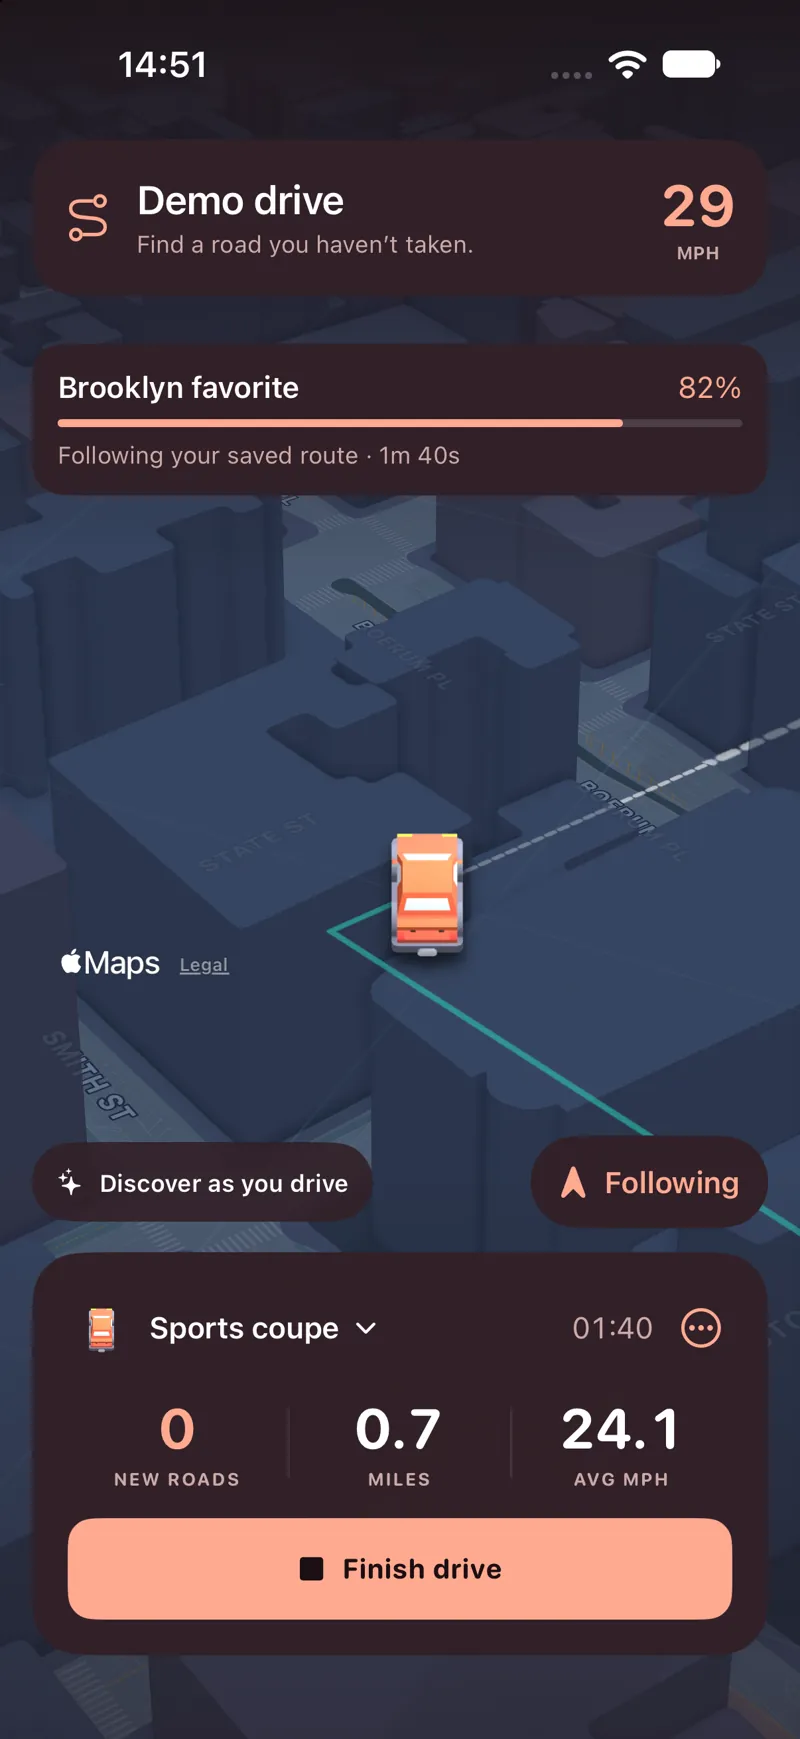 14:51
Demo drive
Find a road you haven’t taken.
29
MPH
Brooklyn favorite
82%
Following your saved route · 1m 40s
BOERUM PL
STATE ST
BOERUM PL
STATE ST
Maps
Legal
SMITH ST
Discover as you drive
Following
Sports coupe
01:40
0
NEW ROADS
0.7
MILES
24.1
AVG MPH
Finish drive